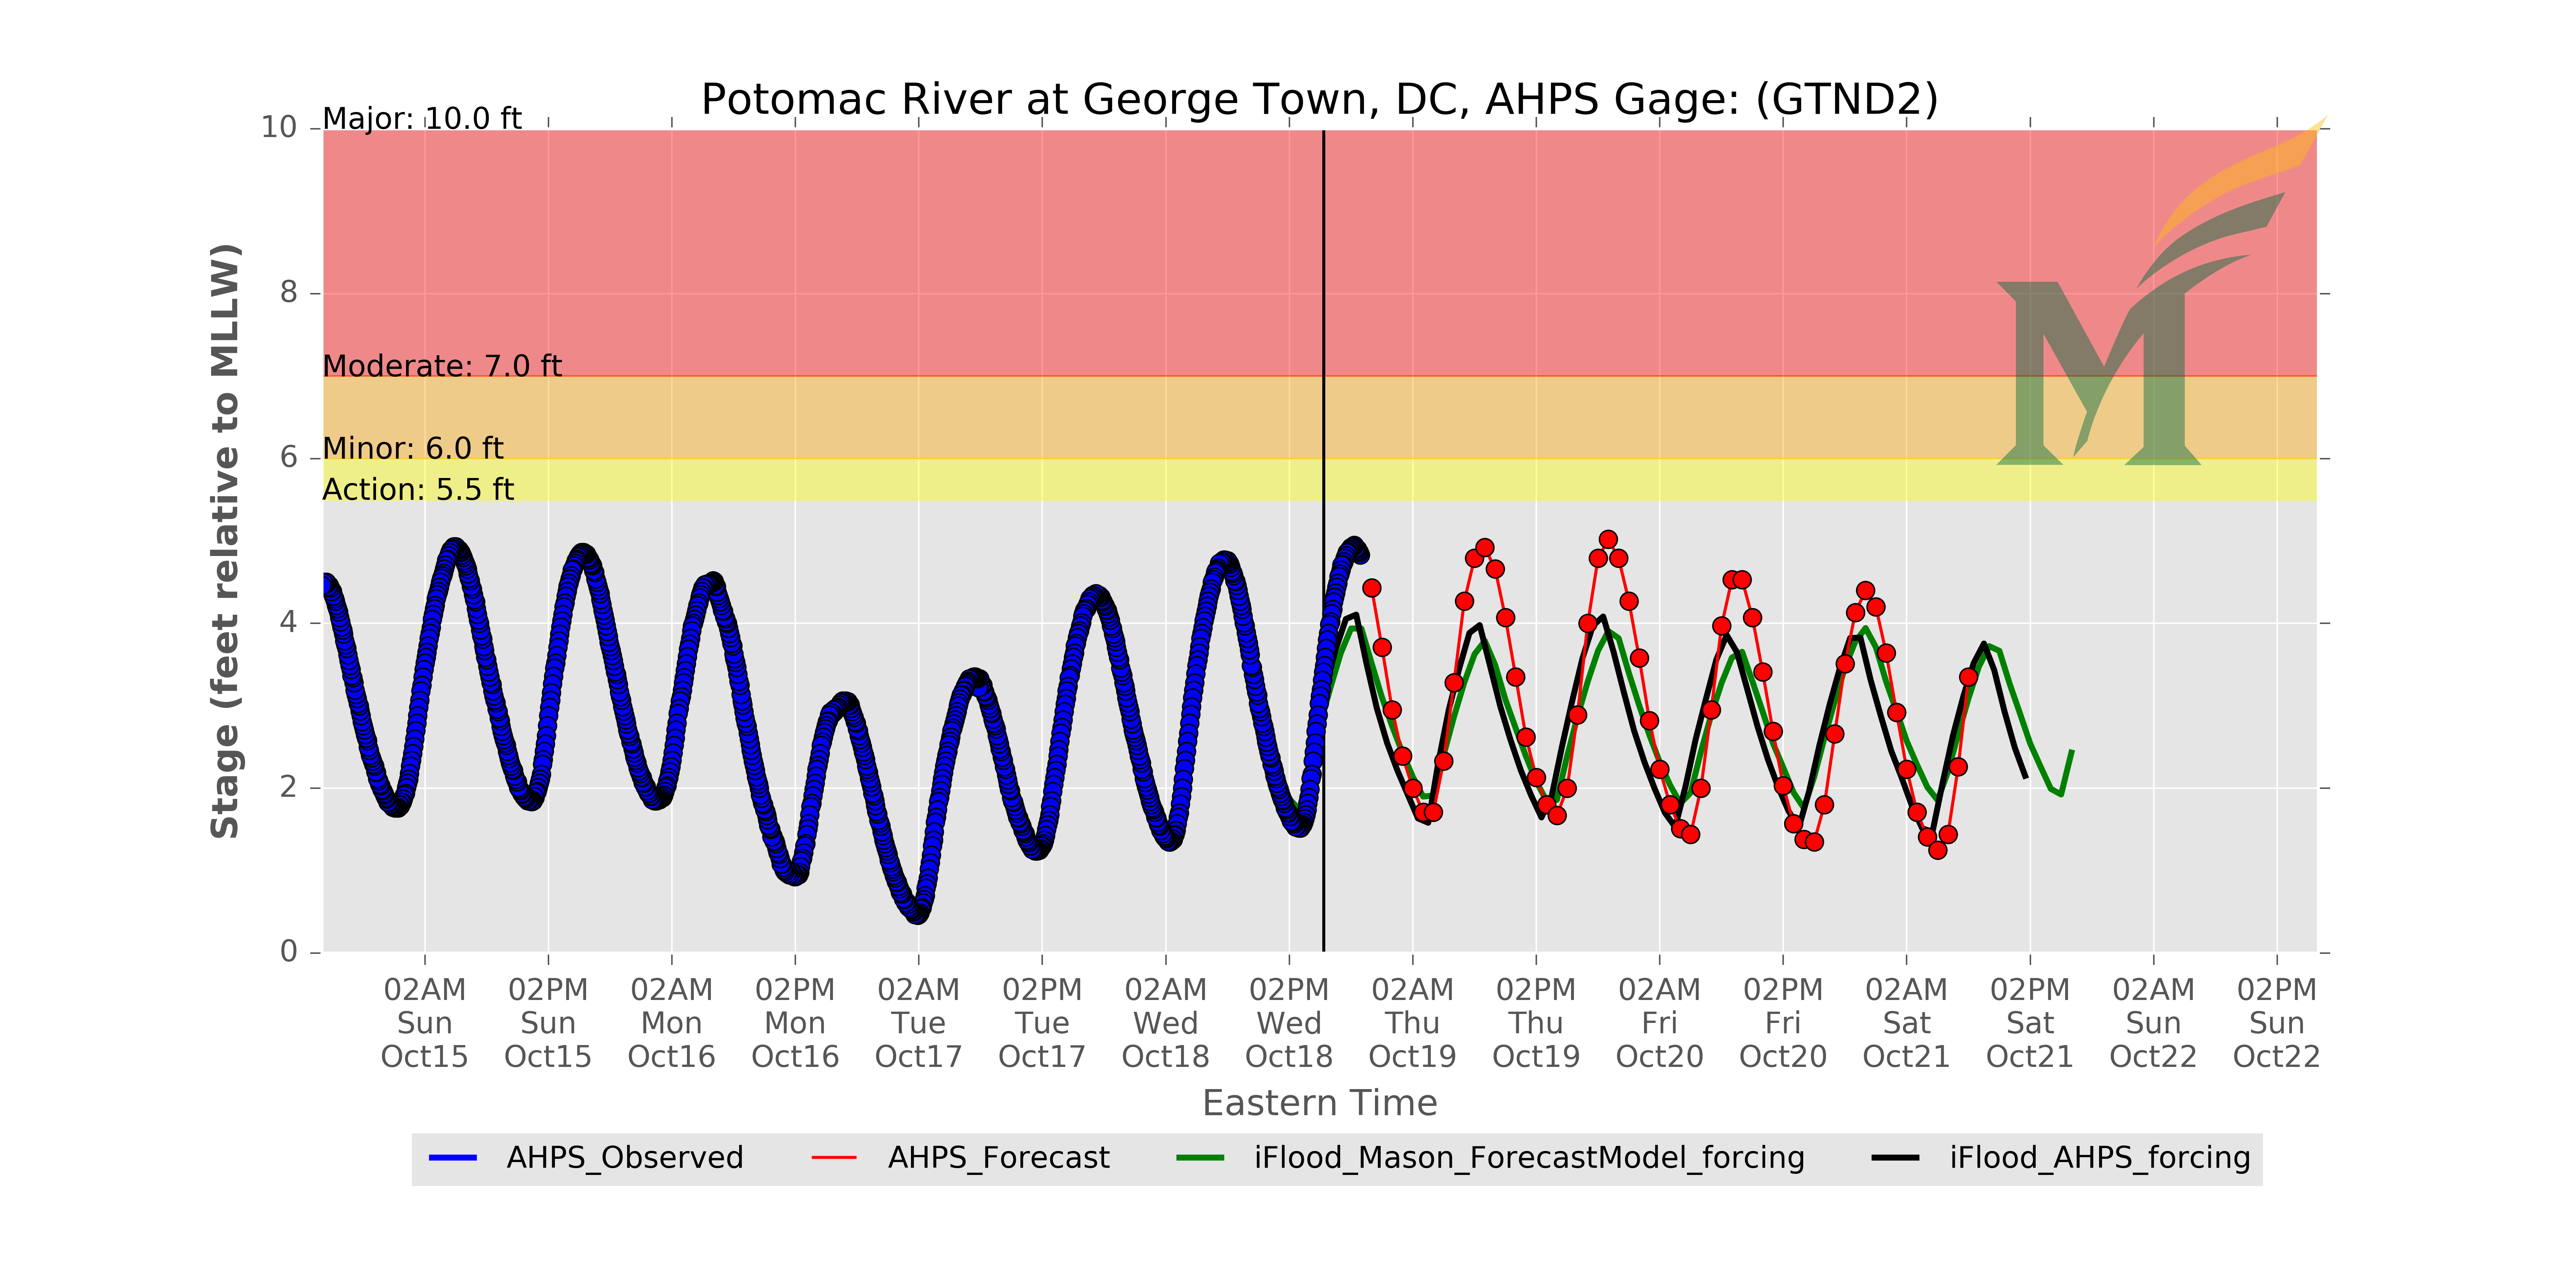 Potomac River at George Town, DC, AHPS Gage: (GTND2)
Major: 10.0 ft
Moderate: 7.0 ft
Minor: 6.0 ft
Action: 5.5 ft
Stage (feet relative to MLLW)
10
8
6
4
2
0
02AM 02PM 02AM 02PM 02AM 02PM 02AM 02PM 02AM 02PM 02AM 02PM 02AM 02PM 02AM 02PM
Sun Sun Mon Mon Tue Tue Wed Wed Thu Thu Fri Fri Sat Sat Sun Sun
Oct15 Oct15 Oct16 Oct16 Oct17 Oct17 Oct18 Oct18 Oct19 Oct19 Oct20 Oct20 Oct21 Oct21 Oct22 Oct22
Eastern Time
AHPS_Observed AHPS_Forecast iFlood_Mason_ForecastModel_forcing iFlood_AHPS_forcing
M